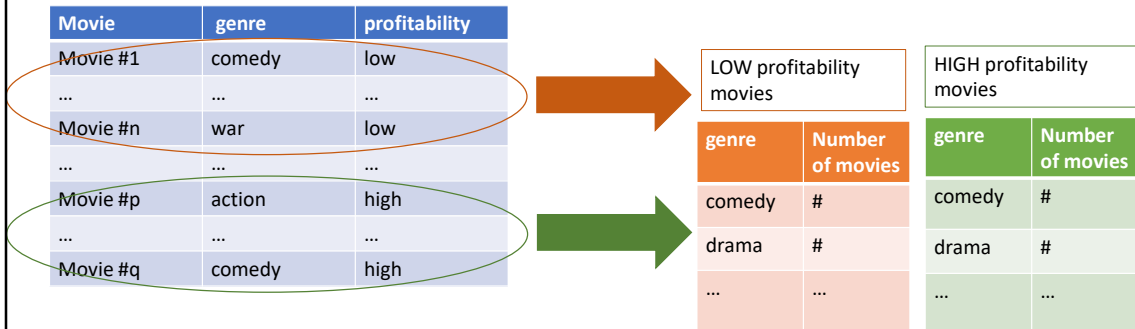 Movie genre profitability
Movie #1 comedy low
... ... ...
Movie #n war low
... ... ...
Movie #p action high
... ... ...
Movie #q comedy high
LOW profitability
movies
genre Number
of movies
comedy #
drama #
... ...
HIGH profitability
movies
genre Number
of movies
comedy #
drama #
... ...